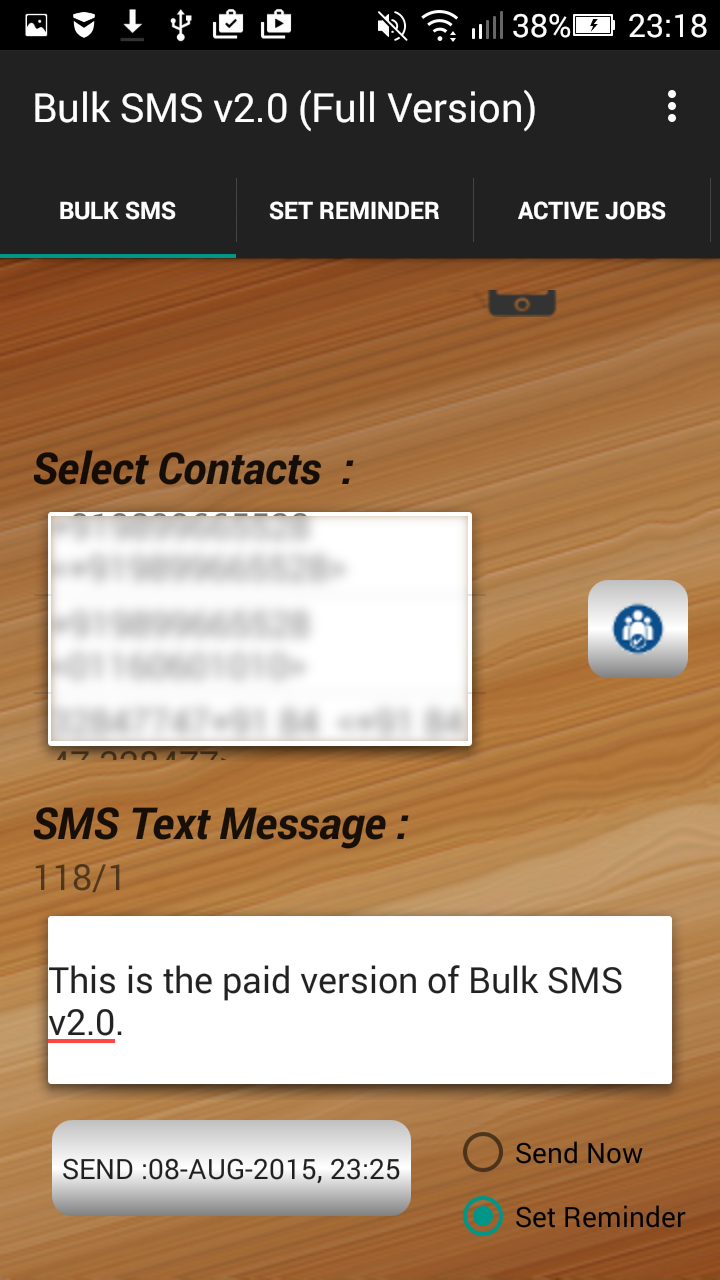 38% 23:18
Bulk SMS v2.0 (Full Version)
BULK SMS
SET REMINDER
ACTIVE JOBS
Select Contacts :
SMS Text Message :
118/1
This is the paid version of Bulk SMS
v2.0.
SEND :08-AUG-2015, 23:25
Send Now
Set Reminder